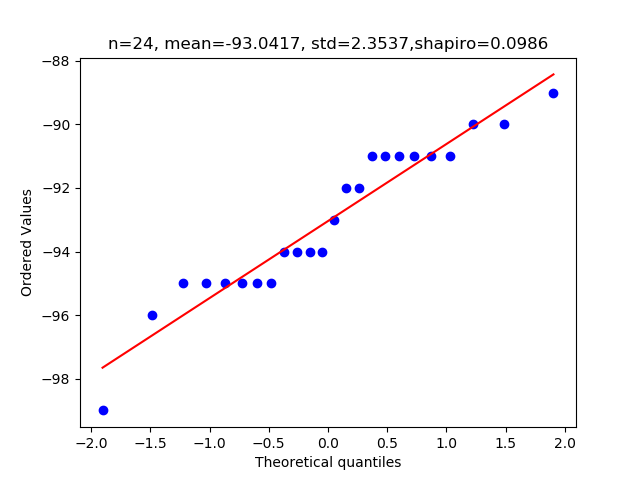 n=24, mean=-93.0417, std=2.3537,shapiro=0.0986
−88
−90
−92
−94
−96
−98
Ordered Values
−2.0 −1.5 −1.0 −0.5 0.0 0.5 1.0 1.5 2.0
Theoretical quantiles